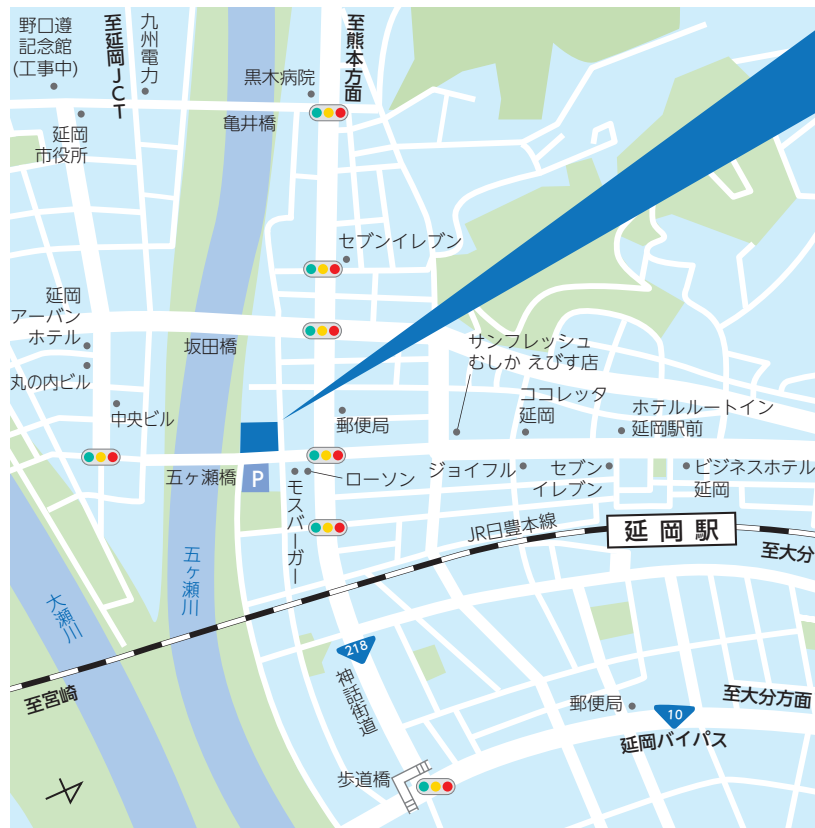 野口遵
記念館
(工事中)
至延岡JCT
九州電力
至熊本方面
黒木病院
亀井橋
延岡
市役所
セブンイレブン
延岡
アーバン
ホテル
坂田橋
サンフレッシュ
むしか えびす店
丸の内ビル
中央ビル
郵便局
ココレッタ
延岡
ホテルルートイン
延岡駅前
五ヶ瀬橋
P
モスバーガー
ローソン
ジョイフル
セブン
イレブン
ビジネスホテル
延岡
JR日豊本線
延岡駅
至大分
五ヶ瀬川
大瀬川
218
神話街道
至宮崎
郵便局
10
至大分方面
延岡バイパス
歩道橋